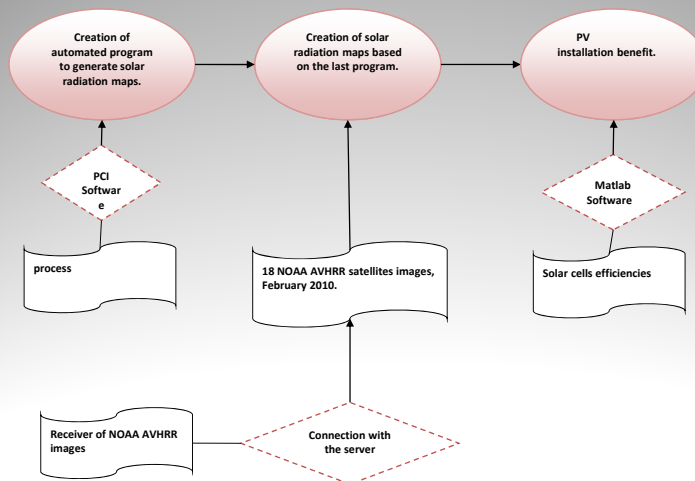 Creation of
automated program
to generate solar
radiation maps.
Creation of solar
radiation maps based
on the last program.
PV
installation benefit.
PCI
Softwar
e
Matlab
Software
process
18 NOAA AVHRR satellites images,
February 2010.
Solar cells efficiencies
Receiver of NOAA AVHRR
images
Connection with
the server